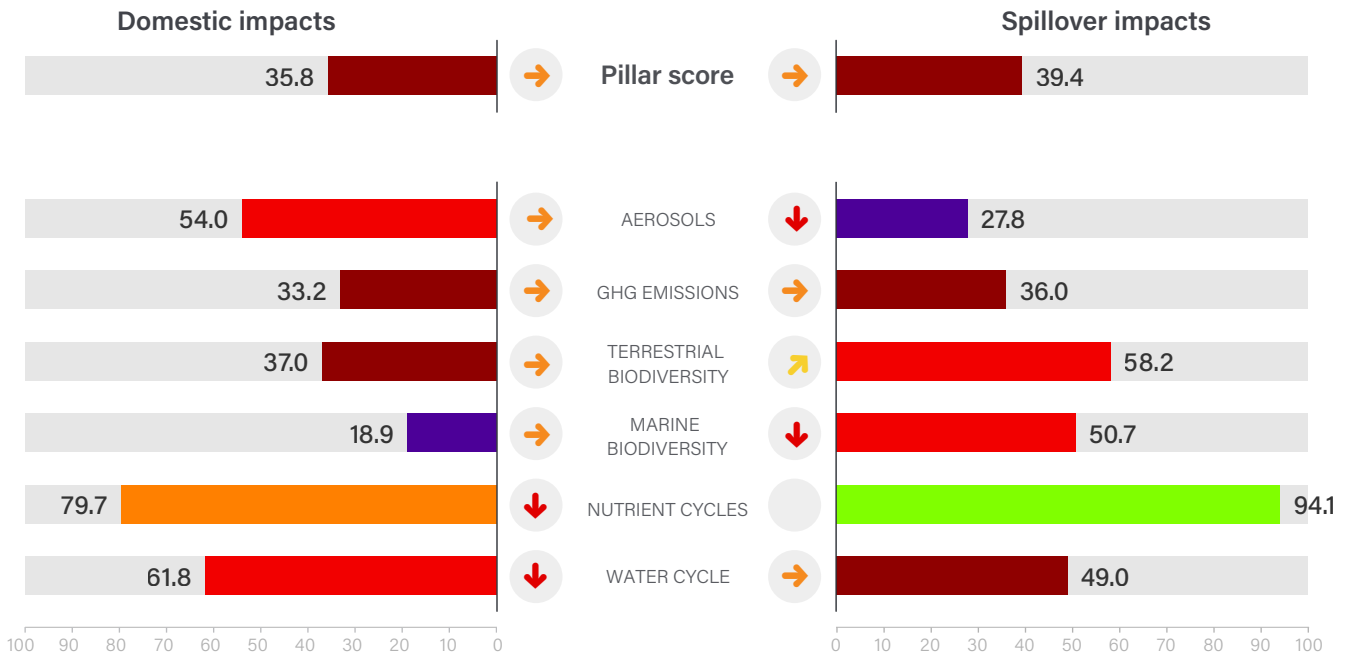 Domestic impacts Spillover impacts
35.8 Pillar score 39.4
54.0 AEROSOLS 27.8
33.2 GHG EMISSIONS 36.0
37.0 TERRESTRIAL 58.2
BIODIVERSITY
18.9 MARINE 50.7
BIODIVERSITY
79.7 NUTRIENT CYCLES 94.1
61.8 WATER CYCLE 49.0
100 90 80 70 60 50 40 30 20 10 0 0 10 20 30 40 50 60 70 80 90 100